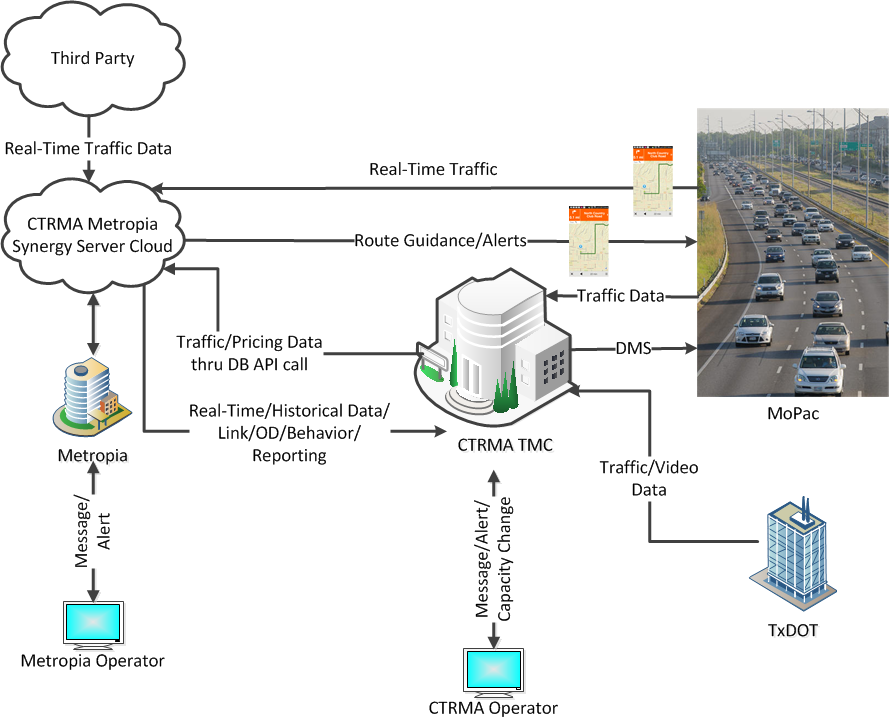 Third Party
Real-Time Traffic Data
Real-Time Traffic
CTRMA Metropia
Synergy Server Cloud
Route Guidance/Alerts
Traffic Data
Traffic/Pricing Data
thru DB API call
DMS
MoPac
Real-Time/Historical Data/
Link/OD/Behavior/
Reporting
CTRMA TMC
Metropia
Traffic/Video
Data
Message/
Alert
Message/Alert/
Capacity Change
TxDOT
Metropia Operator
CTRMA Operator